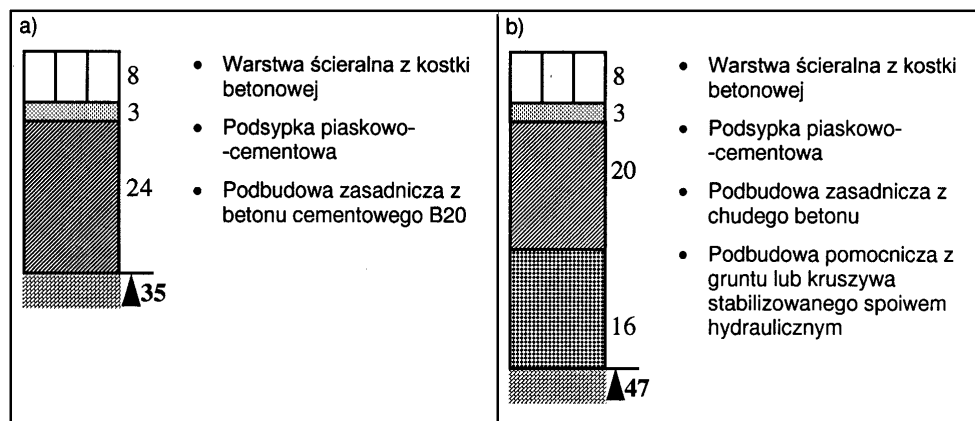 a)
8
3
24
35
• Warstwa ścieralna z kostki
betonowej
• Podsypka piaskowo-
-cementowa
• Podbudowa zasadnicza z
betonu cementowego B20
b)
8
3
20
16
47
• Warstwa ścieralna z kostki
betonowej
• Podsypka piaskowo-
-cementowa
• Podbudowa zasadnicza z
chudego betonu
• Podbudowa pomocnicza z
gruntu lub kruszywa
stabilizowanego spoiwem
hydraulicznym